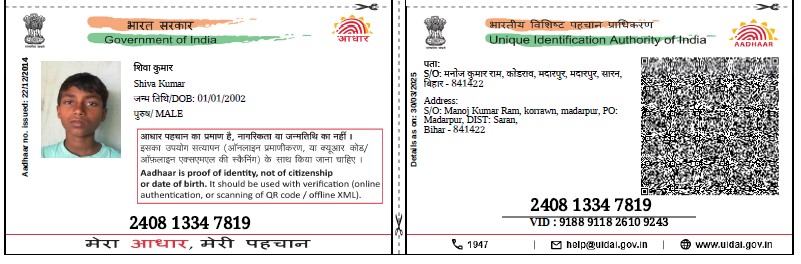 भारत सरकार
Government of India
आधार
Aadhaar no. issued: 22/12/2014
शिवा कुमार
Shiva Kumar
जन्म तिथि/DOB: 01/01/2002
पुरुष/ MALE
आधार पहचान का प्रमाण है, नागरिकता या जन्मतिथि का नहीं ।
इसका उपयोग सत्यापन (ऑनलाइन प्रमाणीकरण, या क्यूआर कोड/
ऑफ़लाइन एक्सएमएल की स्कैनिंग) के साथ किया जाना चाहिए ।
Aadhaar is proof of identity, not of citizenship
or date of birth. It should be used with verification (online
authentication, or scanning of QR code / offline XML).
2408 1334 7819
मेरा आधार, मेरी पहचान
भारतीय विशिष्ट पहचान प्राधिकरण
Unique Identification Authority of India
AADHAAR
Details as on: 30/03/2025
पता:
S/O: मनोज कुमार राम, कोडराव, मदारपुर, मदारपुर, सारन,
बिहार - 841422
Address:
S/O: Manoj Kumar Ram, korrawn, madarpur, PO:
Madarpur, DIST: Saran,
Bihar - 841422
2408 1334 7819
VID : 9188 9118 2610 9243
1947 | help@uidai.gov.in | www.uidai.gov.in